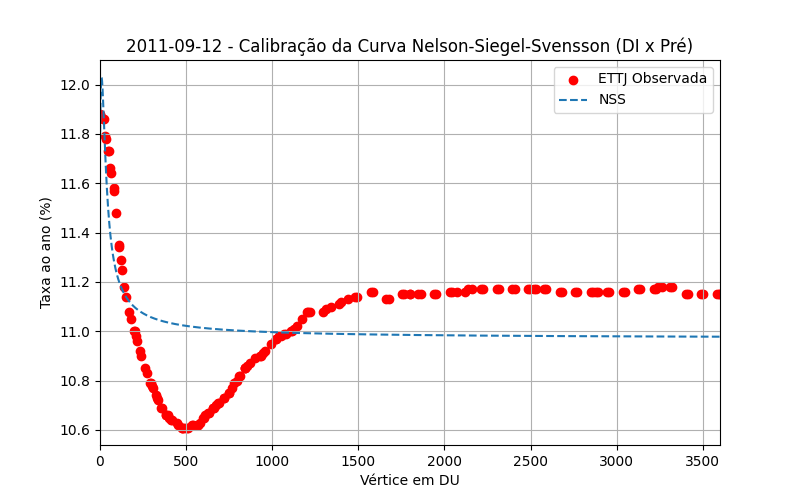 2011-09-12 - Calibração da Curva Nelson-Siegel-Svensson (DI x Pré)
ETTJ Observada
NSS
Taxa ao ano (%)
12.0
11.8
11.6
11.4
11.2
11.0
10.8
10.6
0 500 1000 1500 2000 2500 3000 3500
Vértice em DU